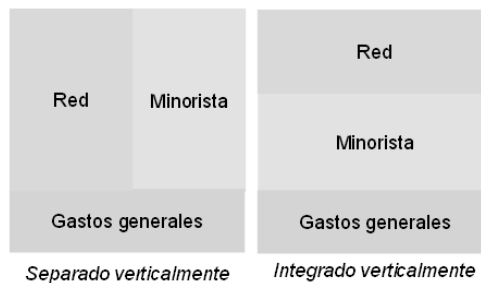 Red
Minorista
Gastos generales
Separado verticalmente
Red
Minorista
Gastos generales
Integrado verticalmente